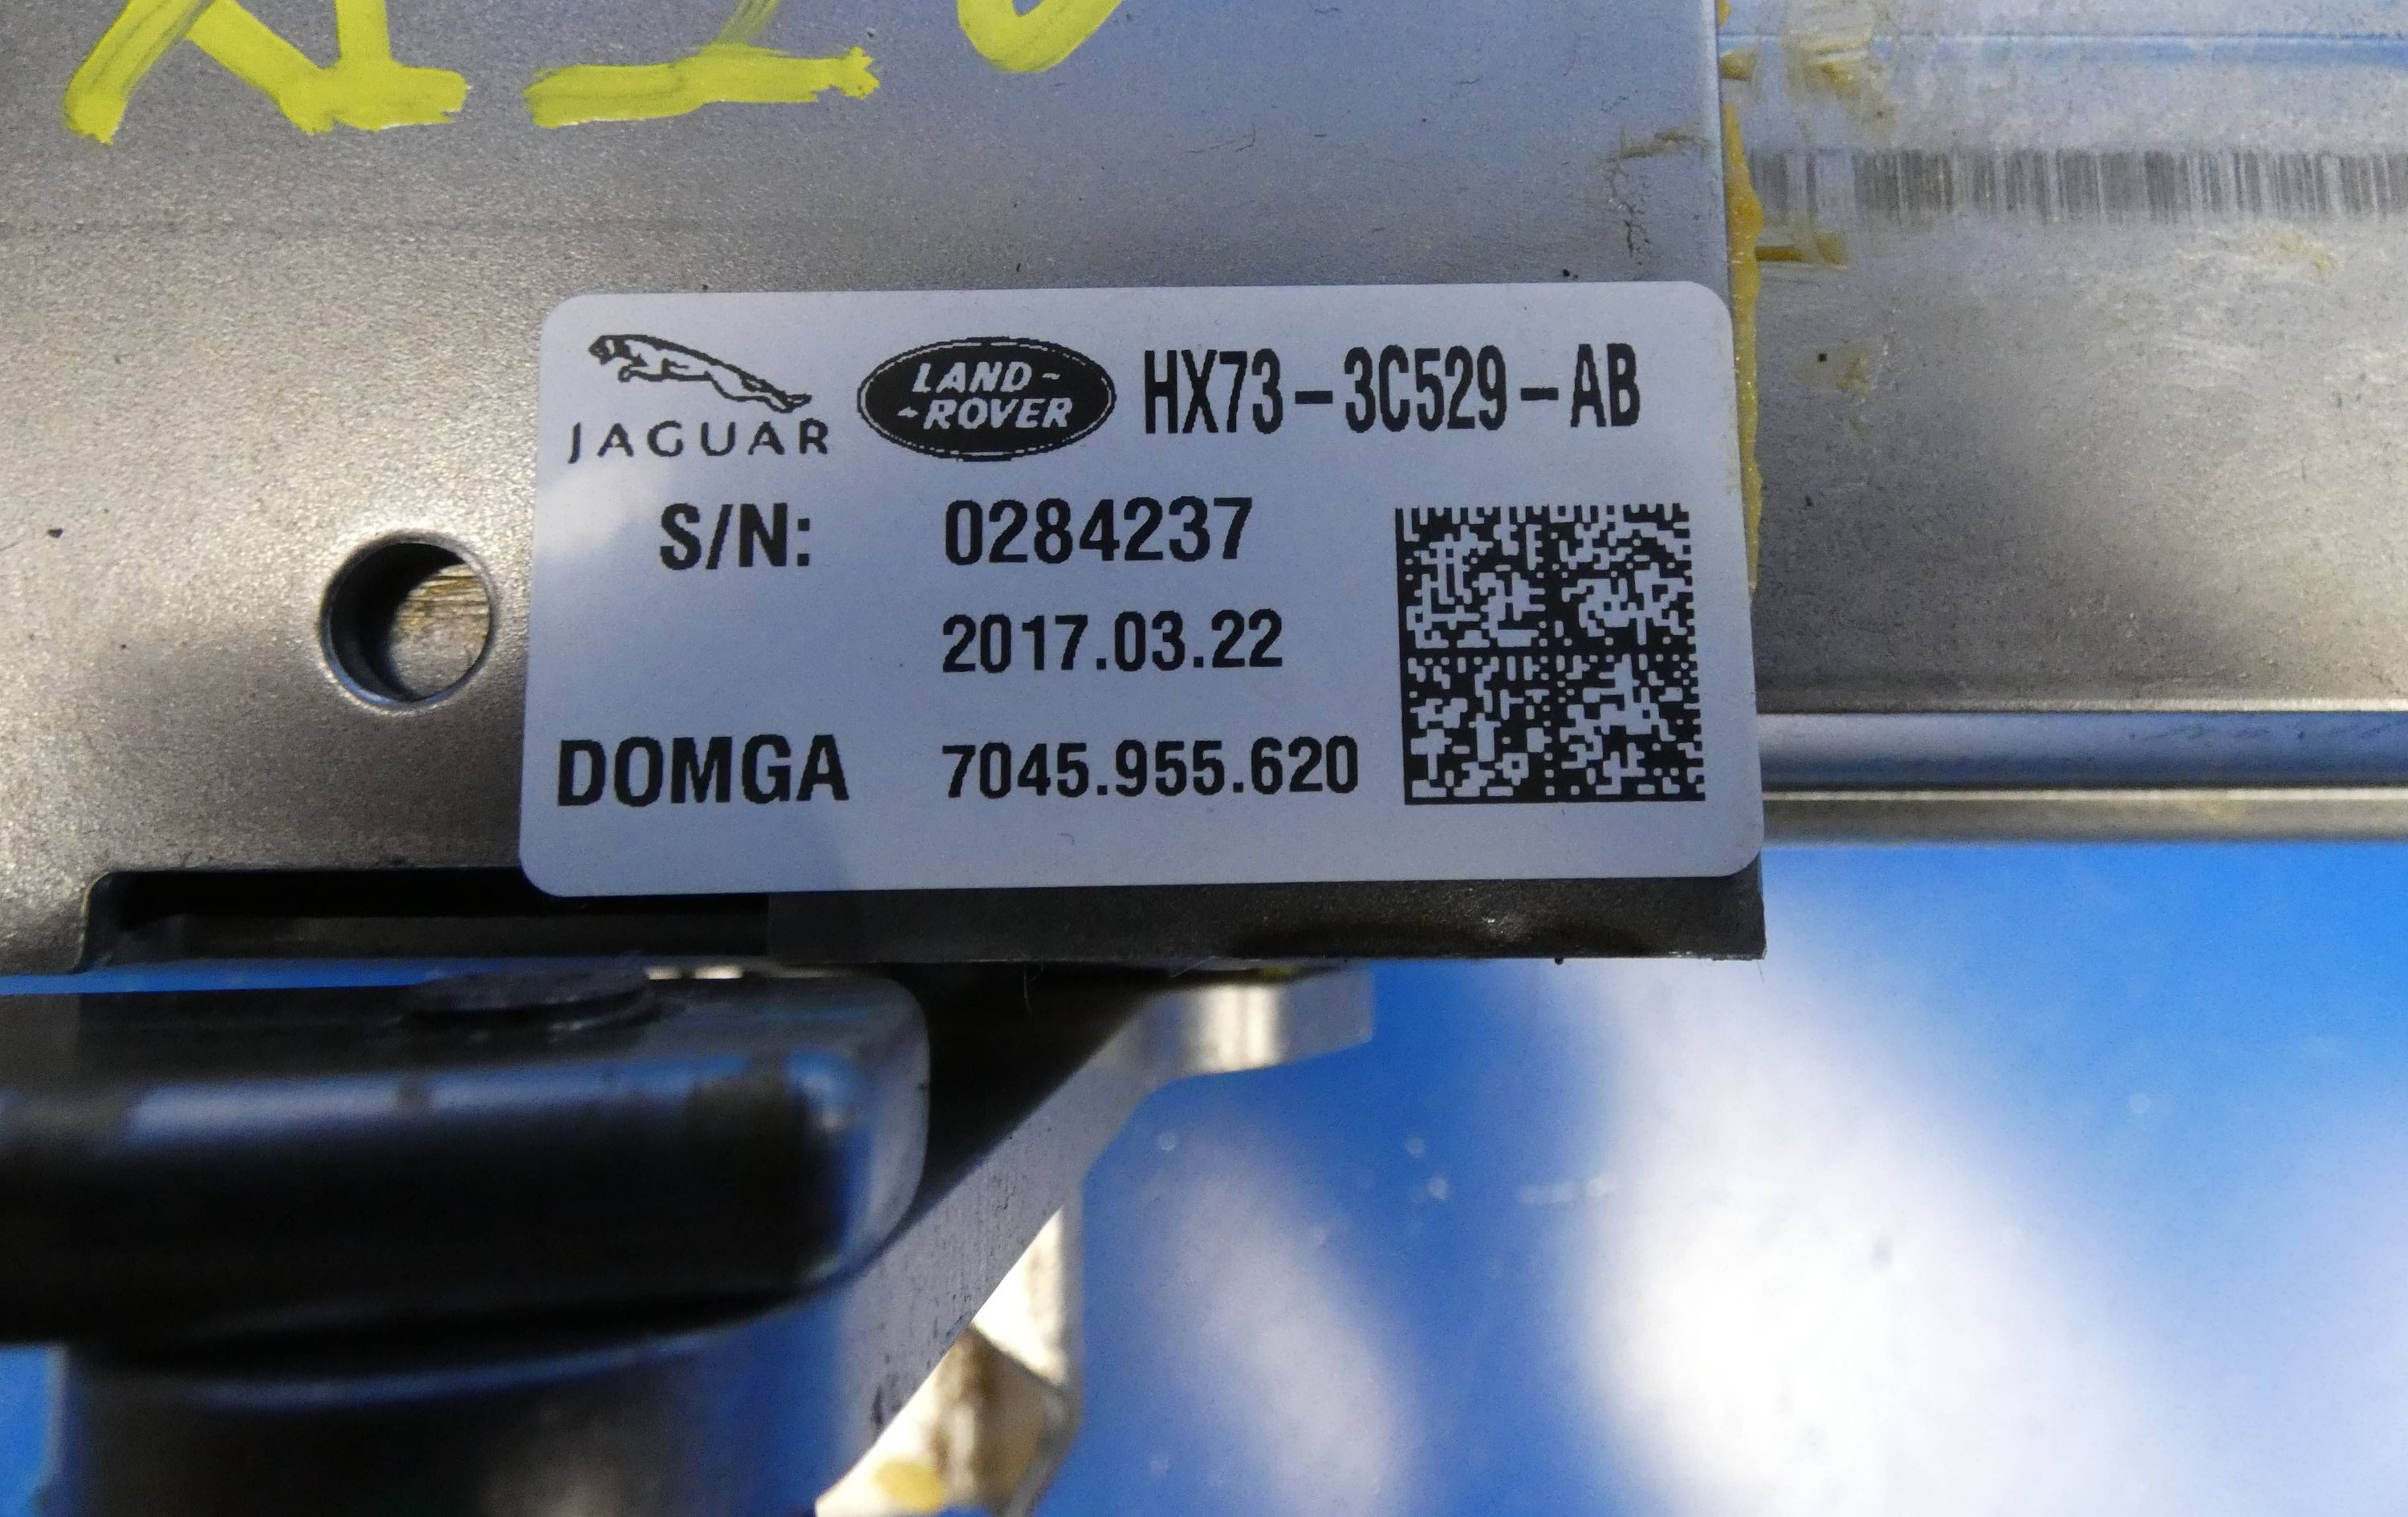 JAGUAR
LAND-
-ROVER
HX73-3C529-AB
S/N: 0284237
2017.03.22
DOMGA 7045.955.620